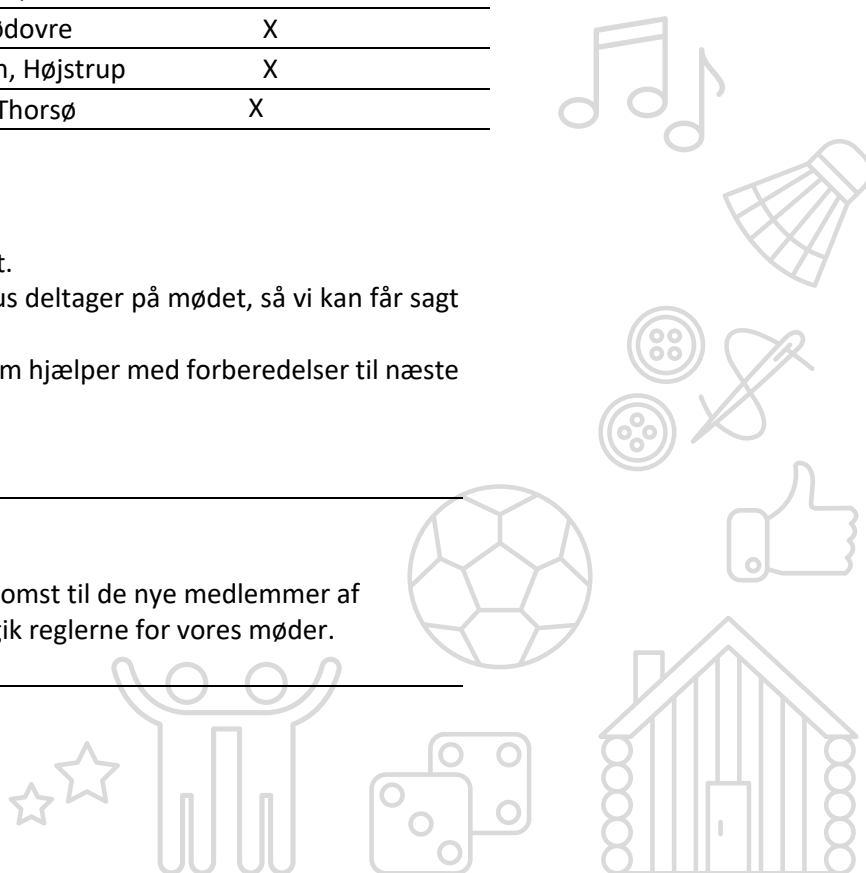 ødovre X
n, Højstrup X
Thorsø X
t.
us deltager på mødet, så vi kan får sagt
m hjælper med forberedelser til næste
omst til de nye medlemmer af
gik reglerne for vores møder.